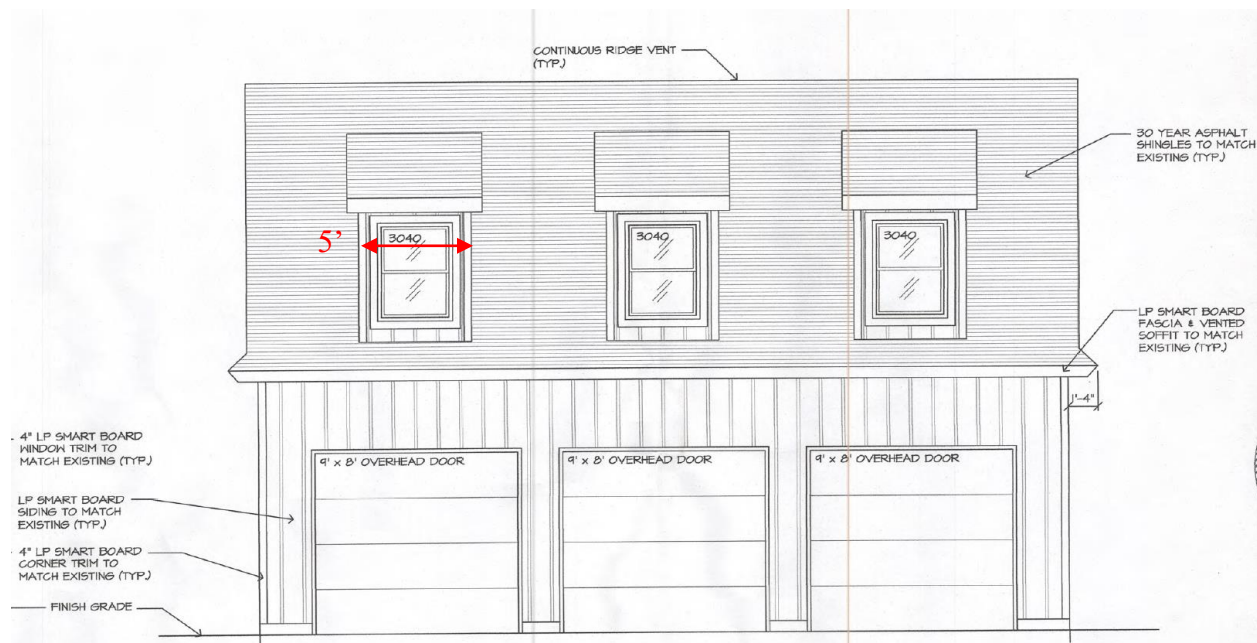 CONTINUOUS RIDGE VENT
(TYP.)
30 YEAR ASPHALT
SHINGLES TO MATCH
EXISTING (TYP.)
5'
3040
3040
3040
LP SMART BOARD
FASCIA & VENTED
SOFFIT TO MATCH
EXISTING (TYP.)
1'-4"
4" LP SMART BOARD
WINDOW TRIM TO
MATCH EXISTING (TYP.)
9' x 8' OVERHEAD DOOR
9' x 8' OVERHEAD DOOR
9' x 8' OVERHEAD DOOR
LP SMART BOARD
SIDING TO MATCH
EXISTING (TYP.)
4" LP SMART BOARD
CORNER TRIM TO
MATCH EXISTING (TYP.)
FINISH GRADE